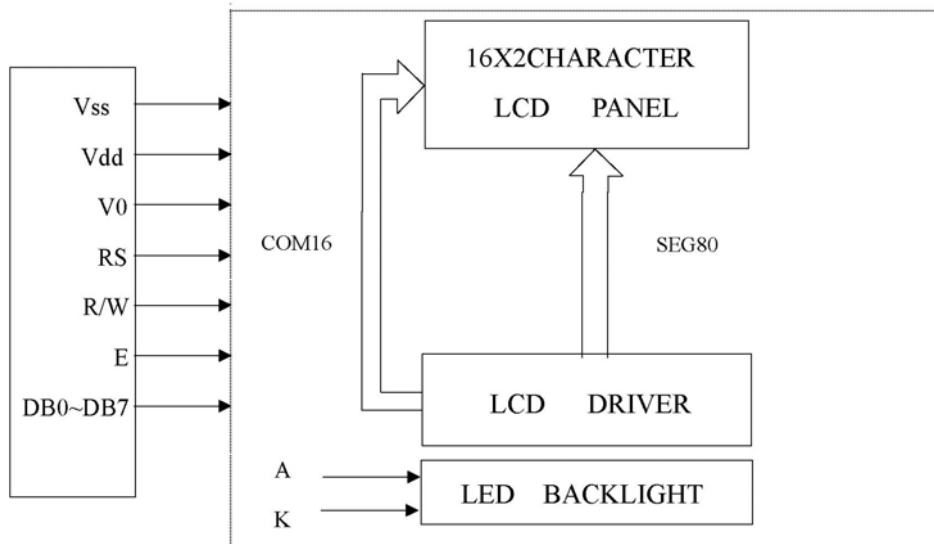 Vss
Vdd
V0
RS
R/W
E
DB0~DB7
16X2CHARACTER
LCD PANEL
COM16
SEG80
LCD DRIVER
A
K
LED BACKLIGHT